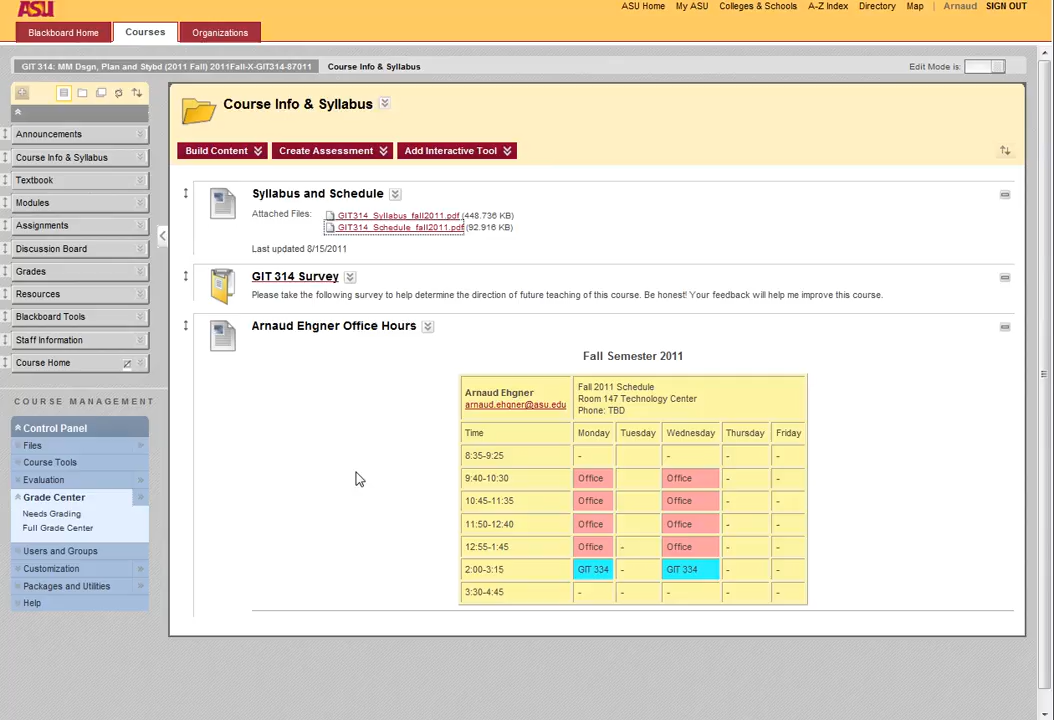 ASU
ASU Home My ASU Colleges & Schools A-Z Index Directory Map | Arnaud SIGN OUT
Blackboard Home Courses Organizations
GIT 314: MM Dsgn, Plan and Stybd (2011 Fall) 2011Fall-X-GIT314-87011 Course Info & Syllabus Edit Mode is:
Announcements
Course Info & Syllabus
Textbook
Modules
Assignments
Discussion Board
Grades
Resources
Blackboard Tools
Staff Information
Course Home
COURSE MANAGEMENT
Control Panel
Files
Course Tools
Evaluation
Grade Center
Needs Grading
Full Grade Center
Users and Groups
Customization
Packages and Utilities
Help
Course Info & Syllabus
Build Content Create Assessment Add Interactive Tool
Syllabus and Schedule
Attached Files: GIT314_Syllabus_fall2011.pdf (448.736 KB)
GIT314_Schedule_fall2011.pdf (92.916 KB)
Last updated 8/15/2011
GIT 314 Survey
Please take the following survey to help determine the direction of future teaching of this course. Be honest! Your feedback will help me improve this course.
Arnaud Ehgner Office Hours
Fall Semester 2011
Arnaud Ehgner
arnaud.ehgner@asu.edu
Fall 2011 Schedule
Room 147 Technology Center
Phone: TBD
Time Monday Tuesday Wednesday Thursday Friday
8:35-9:25 - - - -
9:40-10:30 Office Office - -
10:45-11:35 Office Office - -
11:50-12:40 Office Office - -
12:55-1:45 Office - Office - -
2:00-3:15 GIT 334 - GIT 334 - -
3:30-4:45 - - - - -